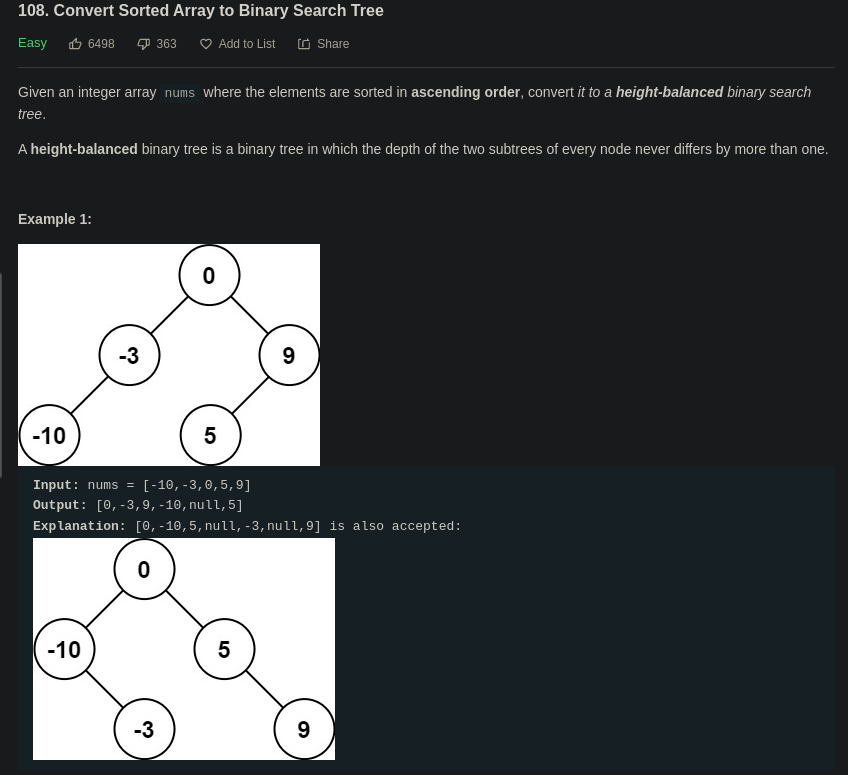 108. Convert Sorted Array to Binary Search Tree
Easy 6498 363 Add to List Share
Given an integer array nums where the elements are sorted in ascending order, convert it to a height-balanced binary search
tree.
A height-balanced binary tree is a binary tree in which the depth of the two subtrees of every node never differs by more than one.
Example 1:
0
-3 9
-10 5
Input: nums = [-10,-3,0,5,9]
Output: [0,-3,9,-10,null,5]
Explanation: [0,-10,5,null,-3,null,9] is also accepted:
0
-10 5
-3 9